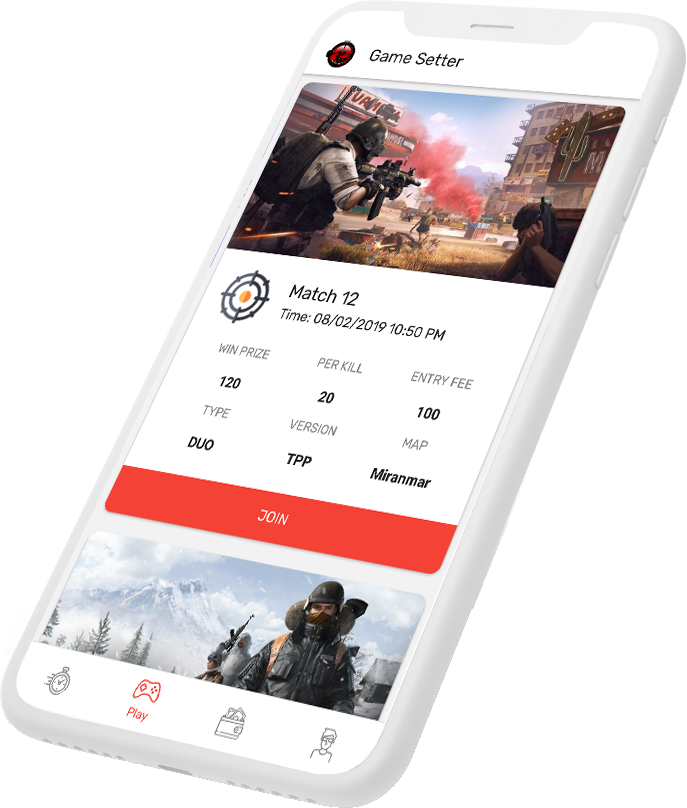 Game Setter
Match 12
Time: 08/02/2019 10:50 PM
WIN PRIZE PER KILL ENTRY FEE
120 20 100
TYPE VERSION MAP
DUO TPP Miranmar
JOIN
Play